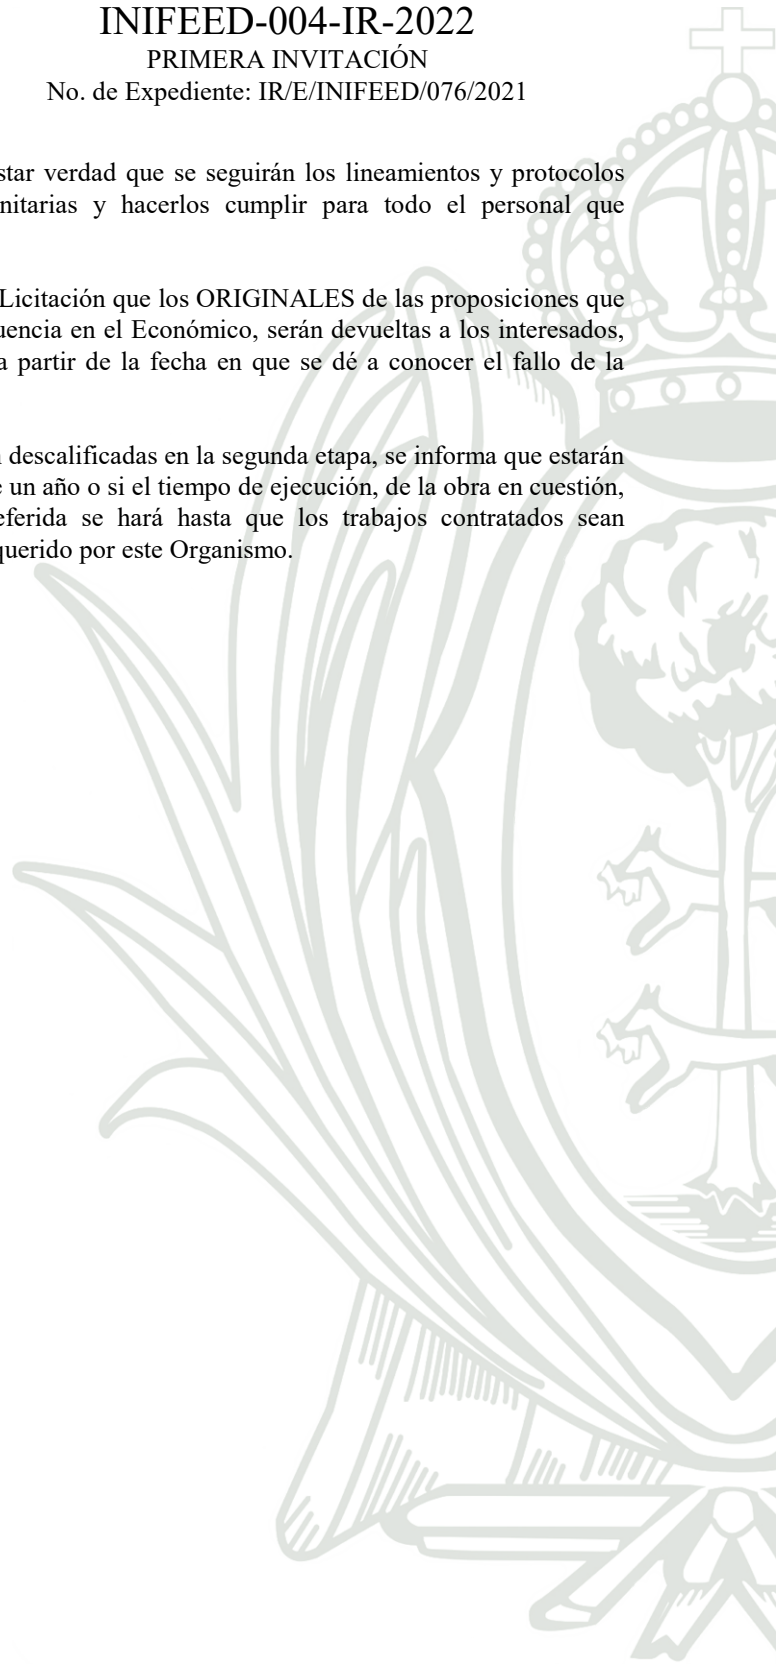 INIFEED-004-IR-2022
PRIMERA INVITACIÓN
No. de Expediente: IR/E/INIFEED/076/2021
star verdad que se seguirán los lineamientos y protocolos
nitarias y hacerlos cumplir para todo el personal que
Licitación que los ORIGINALES de las proposiciones que
uencia en el Económico, serán devueltas a los interesados,
a partir de la fecha en que se dé a conocer el fallo de la
descalificadas en la segunda etapa, se informa que estarán
e un año o si el tiempo de ejecución, de la obra en cuestión,
eferida se hará hasta que los trabajos contratados sean
querido por este Organismo.